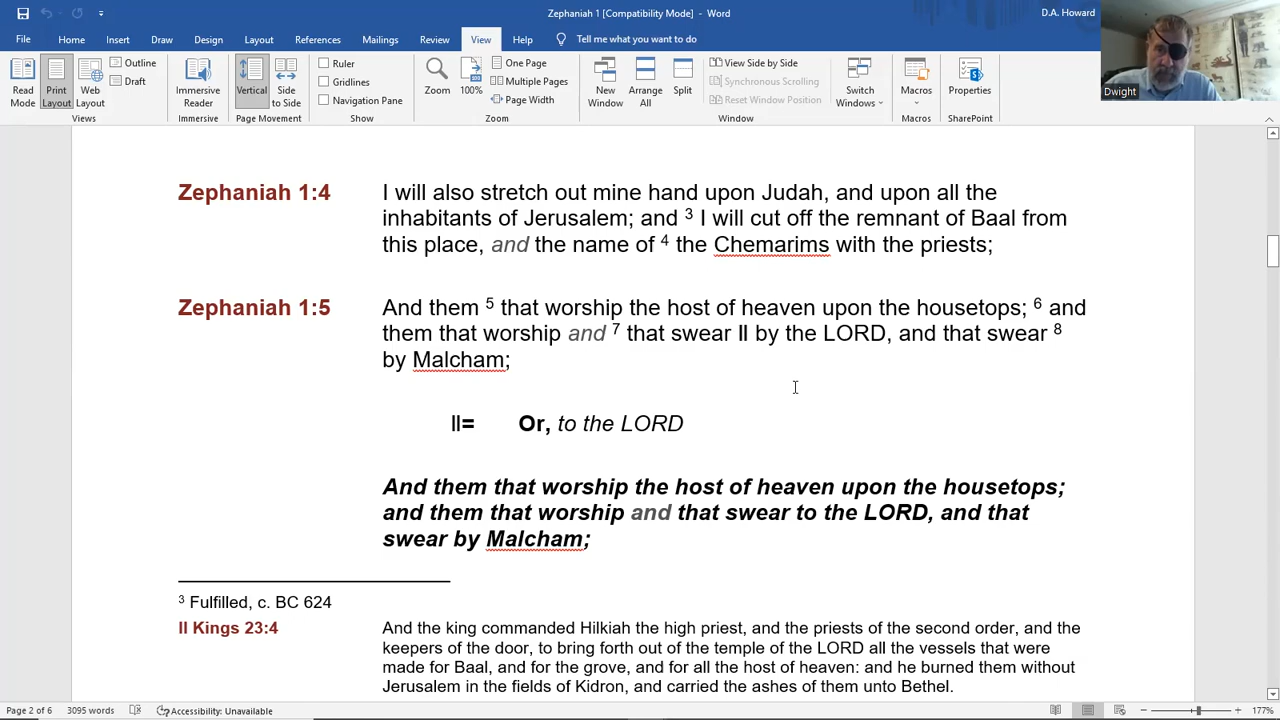 Zephaniah 1 [Compatibility Mode] - Word
D.A. Howard
File Home Insert Draw Design Layout References Mailings Review View Help Tell me what you want to do
Read Mode
Print Layout
Web Layout
Outline
Draft
Views
Immersive Reader
Immersive
Vertical
Side to Side
Page Movement
Ruler
Gridlines
Navigation Pane
Show
Zoom
100%
One Page
Multiple Pages
Page Width
Zoom
New Window
Arrange All
Split
View Side by Side
Synchronous Scrolling
Reset Window Position
Window
Switch Windows
Macros
Macros
Properties
SharePoint
Dwight
Zephaniah 1:4 I will also stretch out mine hand upon Judah, and upon all the
inhabitants of Jerusalem; and 3 I will cut off the remnant of Baal from
this place, and the name of 4 the Chemarims with the priests;
Zephaniah 1:5 And them 5 that worship the host of heaven upon the housetops; 6 and
them that worship and 7 that swear ǁ by the LORD, and that swear 8
by Malcham;
ǁ= Or, to the LORD
And them that worship the host of heaven upon the housetops;
and them that worship and that swear to the LORD, and that
swear by Malcham;
3 Fulfilled, c. BC 624
II Kings 23:4 And the king commanded Hilkiah the high priest, and the priests of the second order, and the
keepers of the door, to bring forth out of the temple of the LORD all the vessels that were
made for Baal, and for the grove, and for all the host of heaven: and he burned them without
Jerusalem in the fields of Kidron, and carried the ashes of them unto Bethel.
Page 2 of 6 3095 words Accessibility: Unavailable 177%